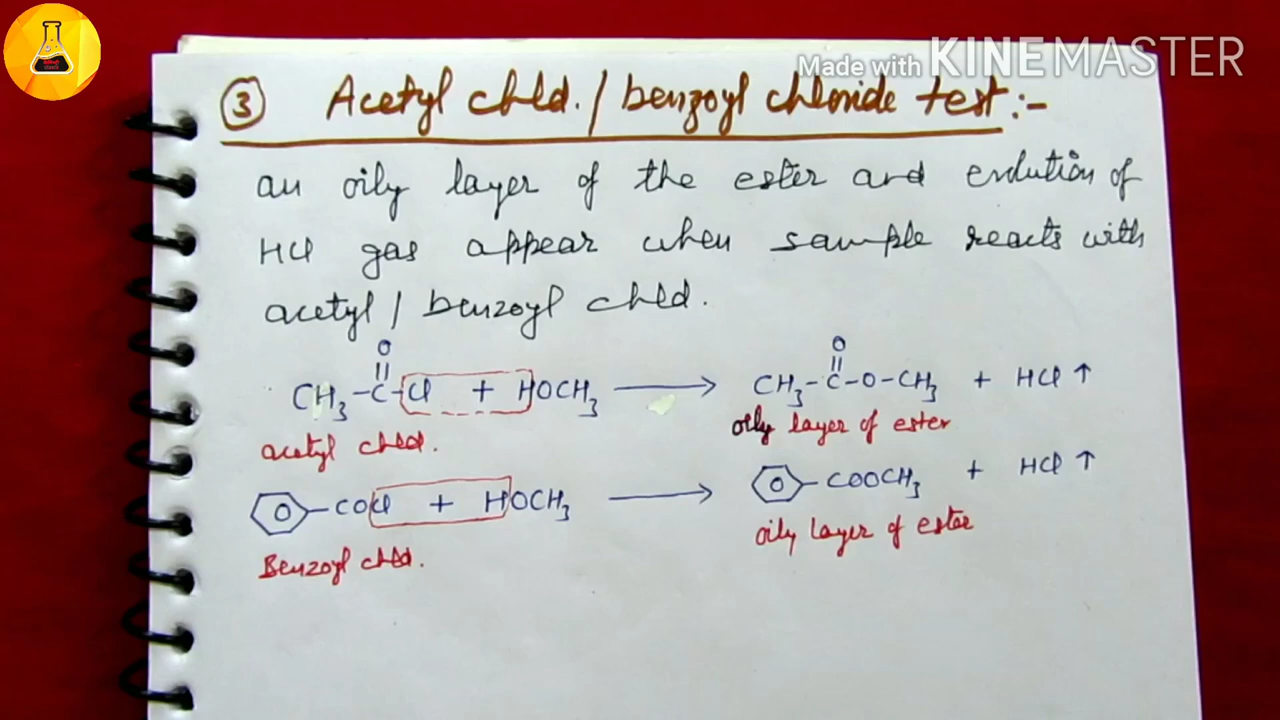 Made with KINEMASTER
③ Acetyl chld. / benzoyl chloride test :-
an oily layer of the ester and evolution of
HCl gas appear when sample reacts with
acetyl / benzoyl chld.
O
CH₃-C-Cl + HOCH₃ ⟶ CH₃-C-O-CH₃ + HCl ↑
O
acetyl chld. oily layer of ester
COCl + HOCH₃ ⟶ COOCH₃ + HCl ↑
Benzoyl chld. oily layer of ester